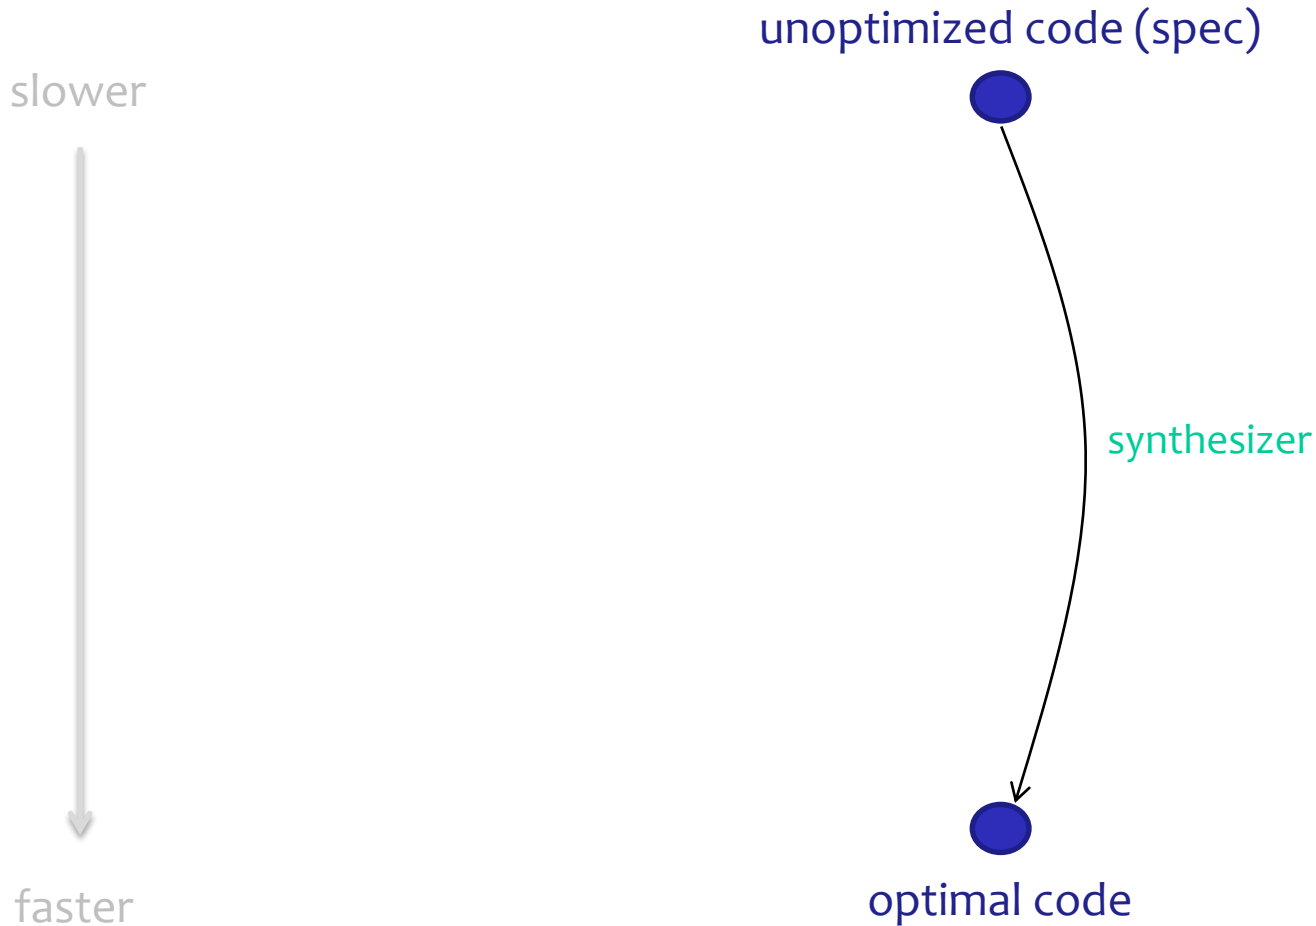 unoptimized code (spec)
slower
synthesizer
optimal code
faster